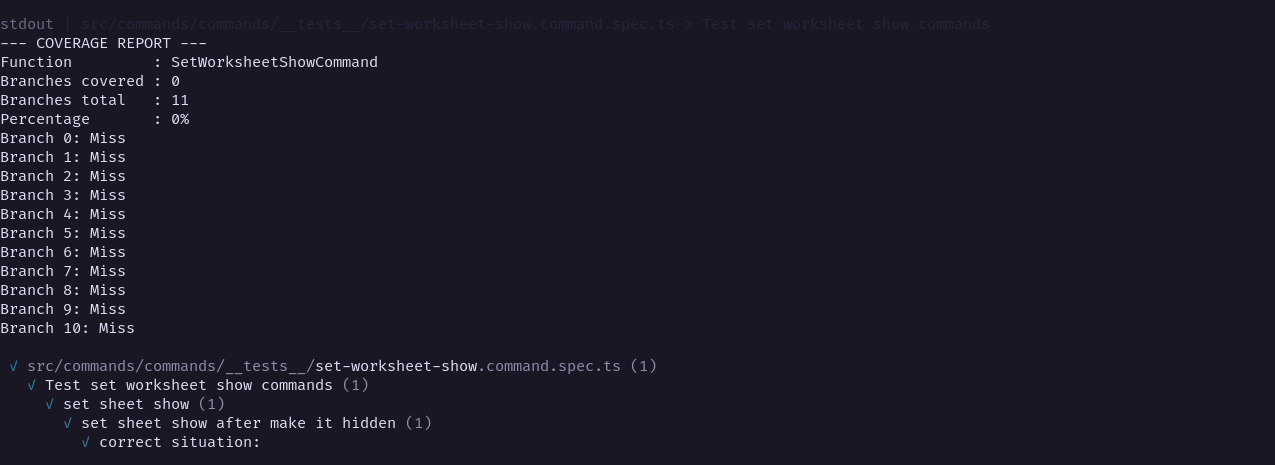 stdout | src/commands/commands/__tests__/set-worksheet-show.command.spec.ts > Test set worksheet show commands
--- COVERAGE REPORT ---
Function         : SetWorksheetShowCommand
Branches covered : 0
Branches total   : 11
Percentage       : 0%
Branch 0: Miss
Branch 1: Miss
Branch 2: Miss
Branch 3: Miss
Branch 4: Miss
Branch 5: Miss
Branch 6: Miss
Branch 7: Miss
Branch 8: Miss
Branch 9: Miss
Branch 10: Miss
√ src/commands/commands/__tests__/set-worksheet-show.command.spec.ts (1)
√ Test set worksheet show commands (1)
√ set sheet show (1)
√ set sheet show after make it hidden (1)
√ correct situation: